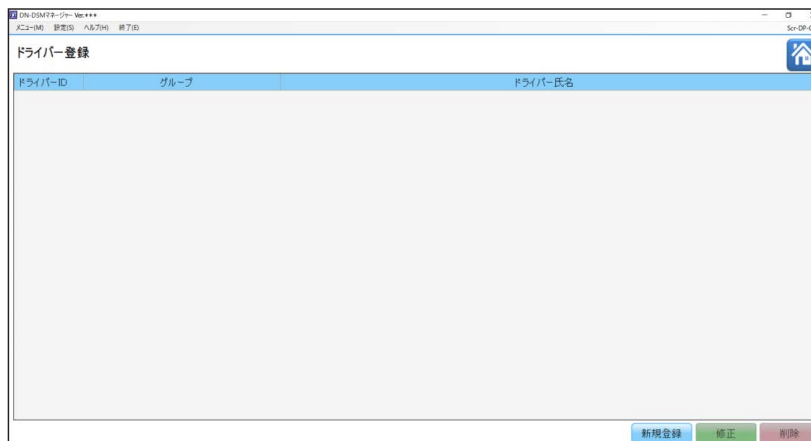 DN-DSMマネージャー Ver.***
メニュー(M) 設定(S) ヘルプ(H) 終了(E)
Scr-DP-
ドライバー登録
ドライバーID グループ ドライバー氏名
新規登録 修正 削除